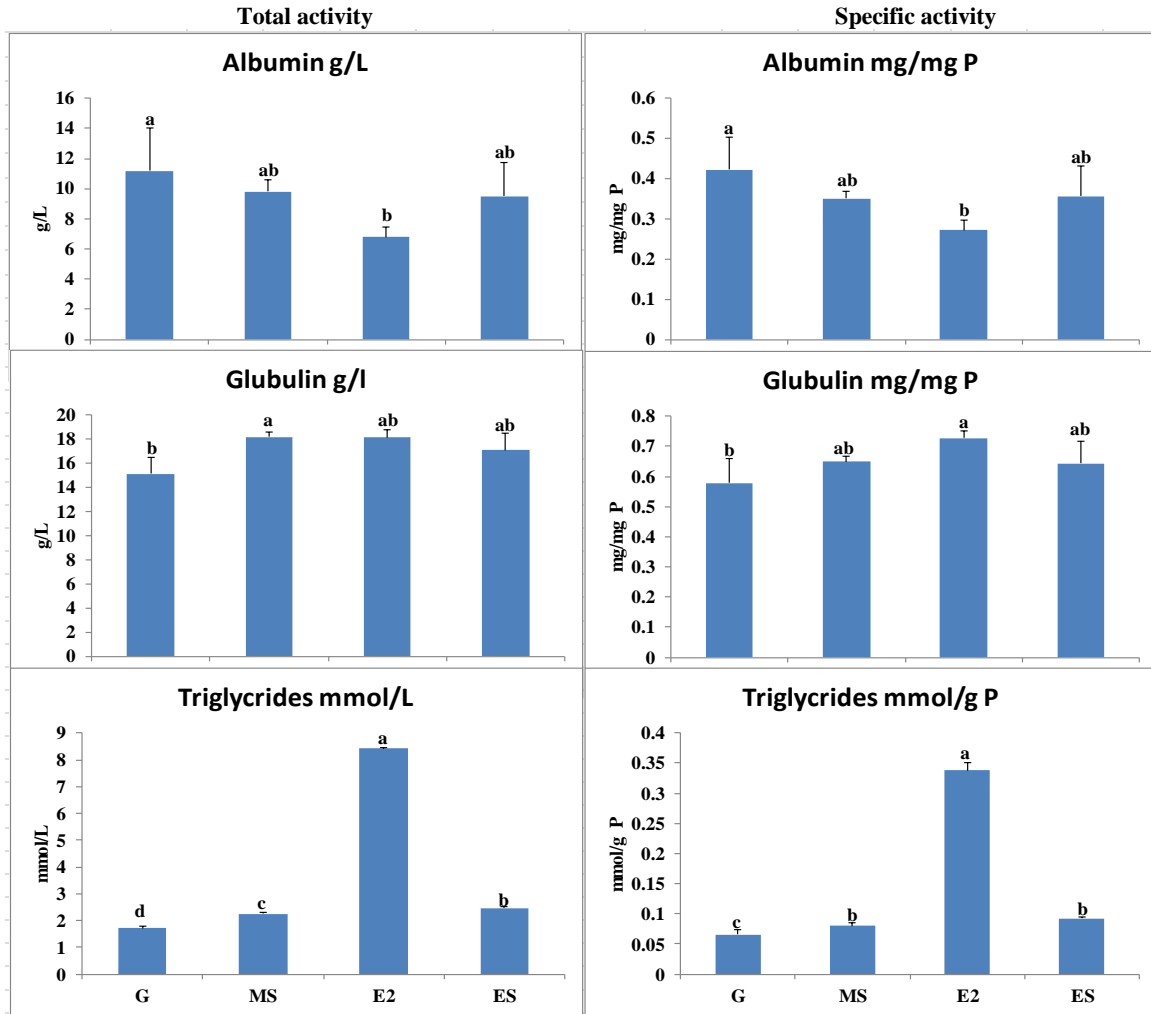 Total activity
Specific activity
Albumin g/L
16
14
12
10
8
6
4
2
0
g/L
a
ab
b
ab
Albumin mg/mg P
0.6
0.5
0.4
0.3
0.2
0.1
0
mg/mg P
a
ab
b
ab
Glubulin g/l
20
18
16
14
12
10
8
6
4
2
0
g/L
b
a
ab
ab
Glubulin mg/mg P
0.8
0.7
0.6
0.5
0.4
0.3
0.2
0.1
0
mg/mg P
b
ab
a
ab
Triglycrides mmol/L
9
8
7
6
5
4
3
2
1
0
mmol/L
d
c
a
b
G MS E2 ES
Triglycrides mmol/g P
0.4
0.35
0.3
0.25
0.2
0.15
0.1
0.05
0
mmol/g P
c
b
a
b
G MS E2 ES